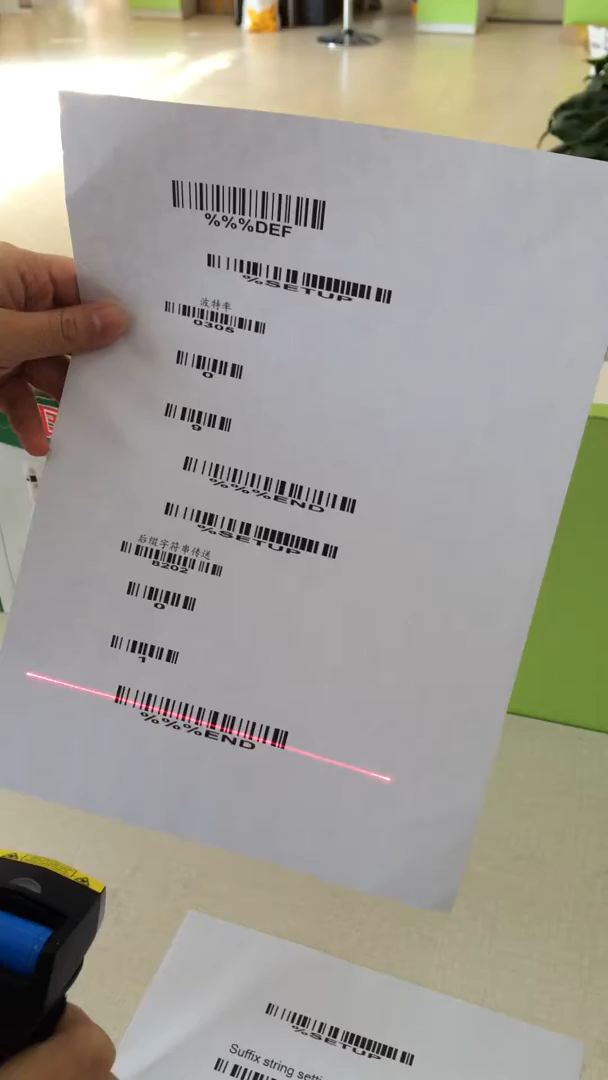 %%%DEF
%SETUP
波特率
0305
0
9
%%%END
%SETUP
后缀字符串传送
8202
0
1
%%%END
%SETUP
Suffix string setti